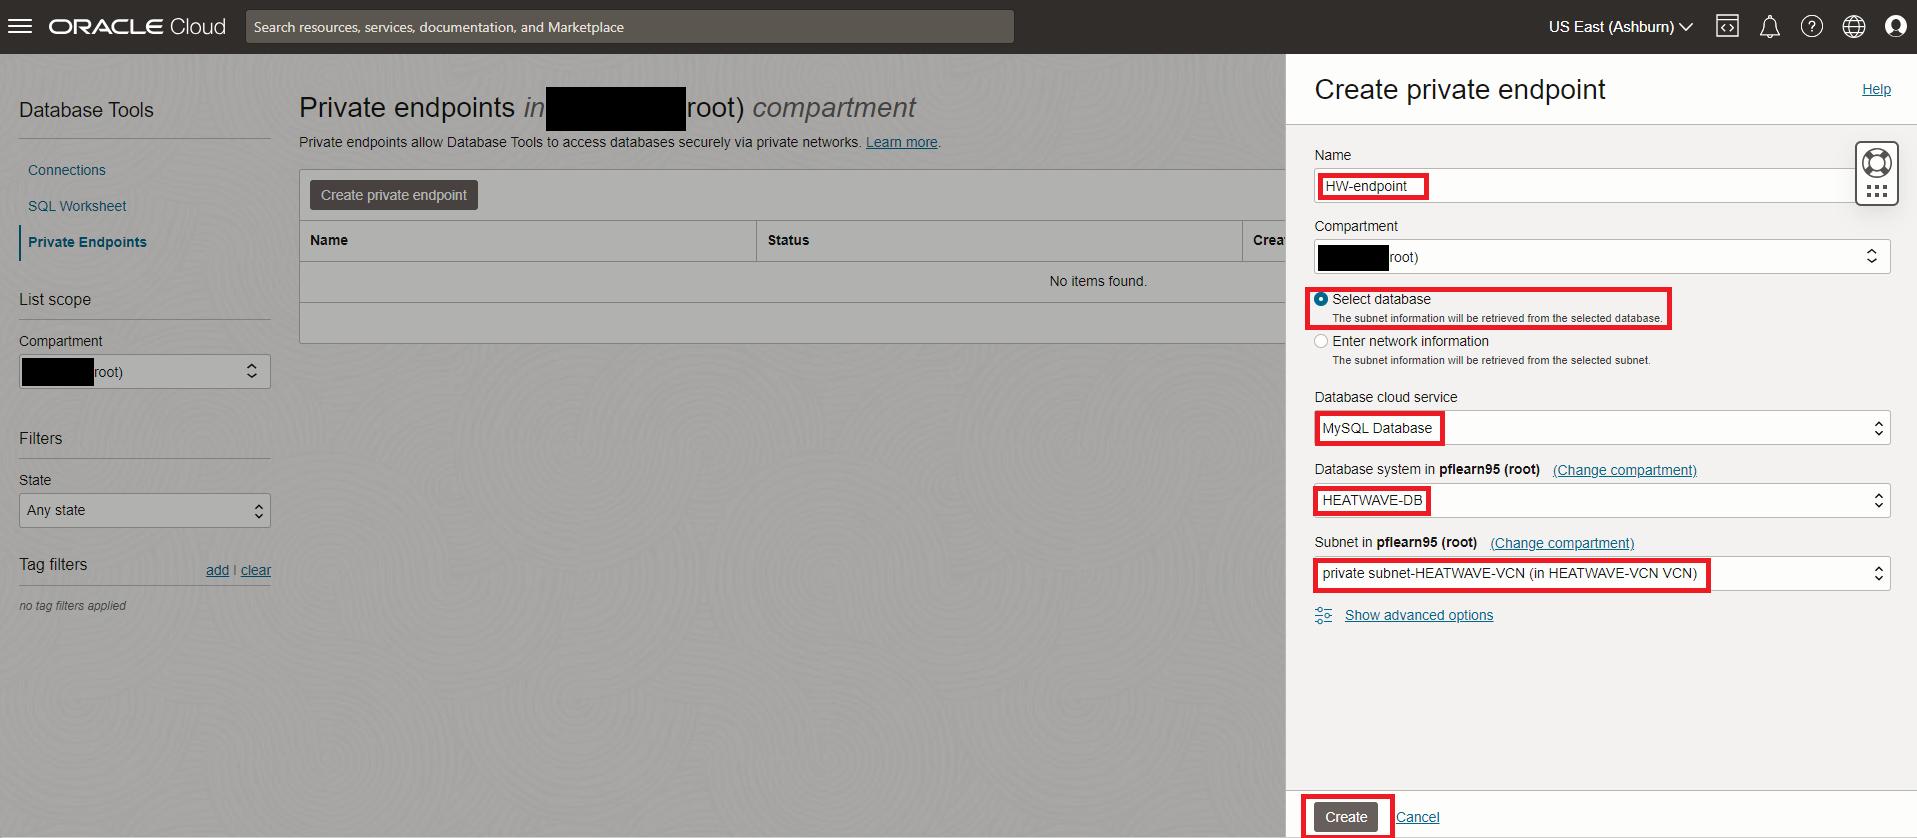 ORACLE Cloud
Search resources, services, documentation, and Marketplace
US East (Ashburn)
Database Tools
Connections
SQL Worksheet
Private Endpoints
List scope
Compartment
root)
Filters
State
Any state
Tag filters
add | clear
no tag filters applied
Private endpoints in root) compartment
Private endpoints allow Database Tools to access databases securely via private networks. Learn more.
Create private endpoint
Name Status Crea
No items found.
Create private endpoint
Help
Name
HW-endpoint
Compartment
root)
Select database
The subnet information will be retrieved from the selected database.
Enter network information
The subnet information will be retrieved from the selected subnet.
Database cloud service
MySQL Database
Database system in pflearn95 (root) (Change compartment)
HEATWAVE-DB
Subnet in pflearn95 (root) (Change compartment)
private subnet-HEATWAVE-VCN (in HEATWAVE-VCN VCN)
Show advanced options
Create Cancel